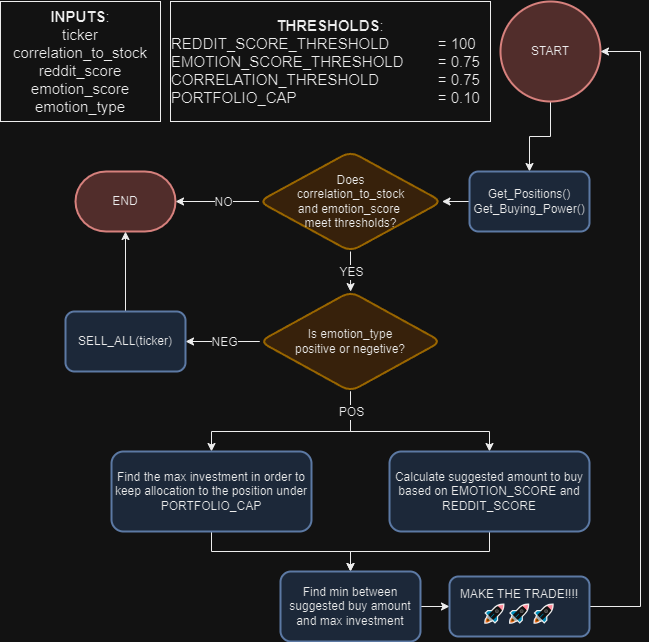 INPUTS:
ticker
correlation_to_stock
reddit_score
emotion_score
emotion_type
THRESHOLDS:
REDDIT_SCORE_THRESHOLD = 100
EMOTION_SCORE_THRESHOLD = 0.75
CORRELATION_THRESHOLD = 0.75
PORTFOLIO_CAP = 0.10
START
Get_Positions()
Get_Buying_Power()
Does
correlation_to_stock
and emotion_score
meet thresholds?
NO
END
YES
Is emotion_type
positive or negetive?
NEG
SELL_ALL(ticker)
POS
Find the max investment in order to
keep allocation to the position under
PORTFOLIO_CAP
Calculate suggested amount to buy
based on EMOTION_SCORE and
REDDIT_SCORE
Find min between
suggested buy amount
and max investment
MAKE THE TRADE!!!!
🚀🚀🚀